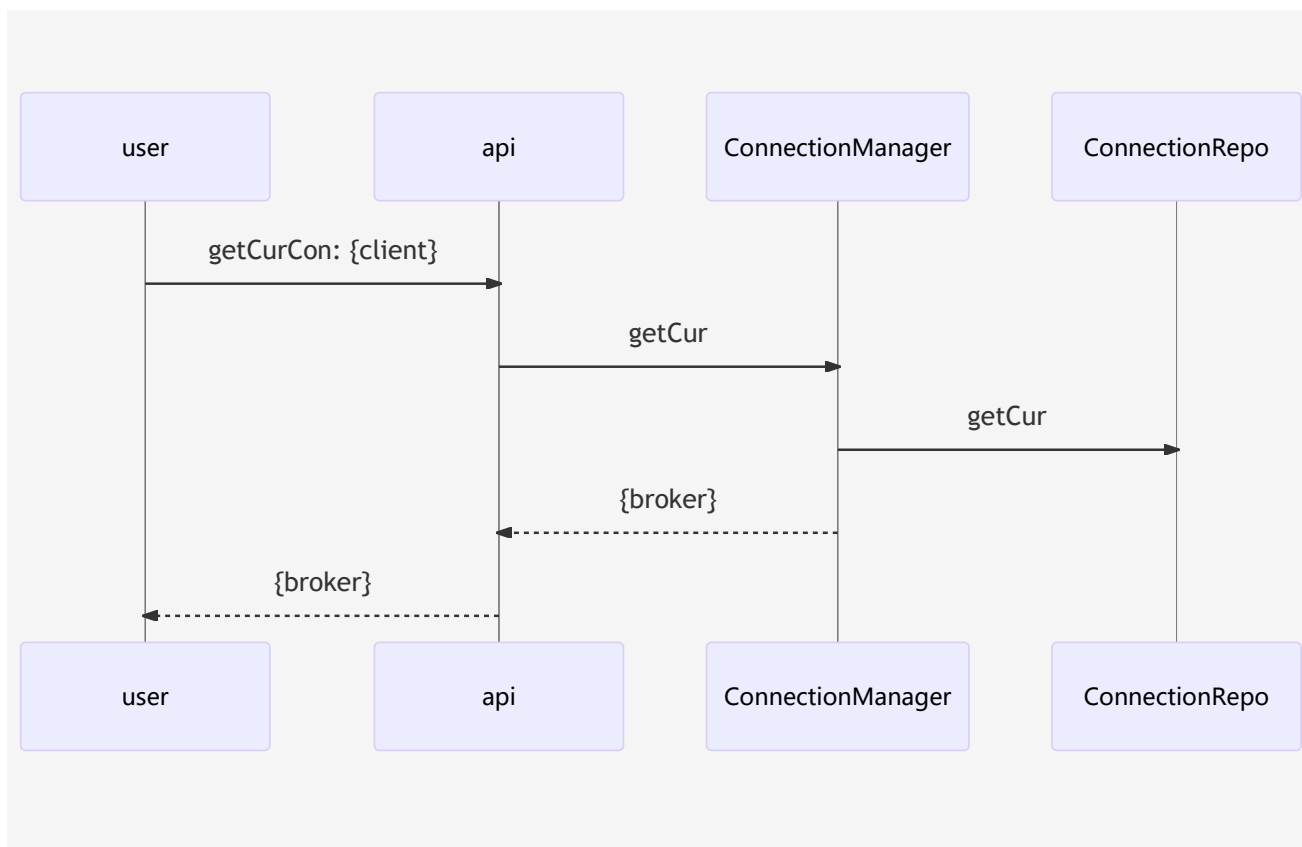 user
api
ConnectionManager
ConnectionRepo
getCurCon: {client}
getCur
getCur
{broker}
{broker}
user
api
ConnectionManager
ConnectionRepo